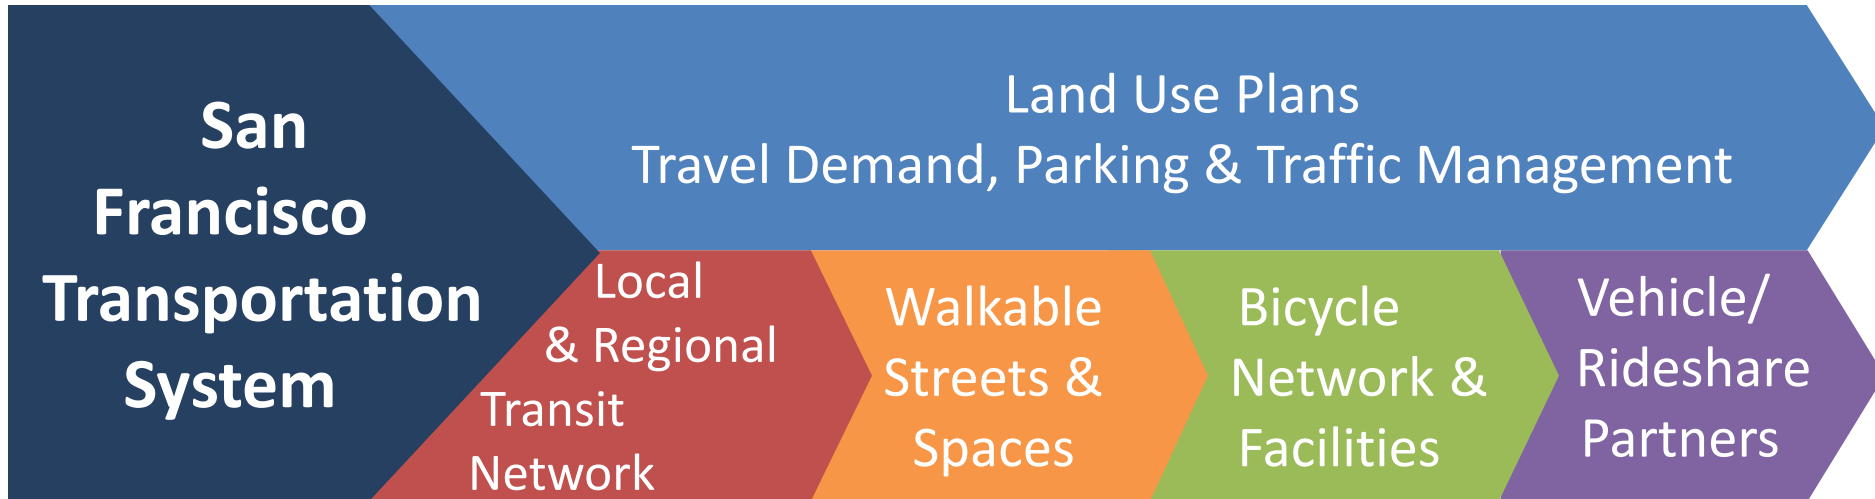 San
Francisco
Transportation
System
Land Use Plans
Travel Demand, Parking & Traffic Management
Local
& Regional
Transit
Network
Walkable
Streets &
Spaces
Bicycle
Network &
Facilities
Vehicle/
Rideshare
Partners